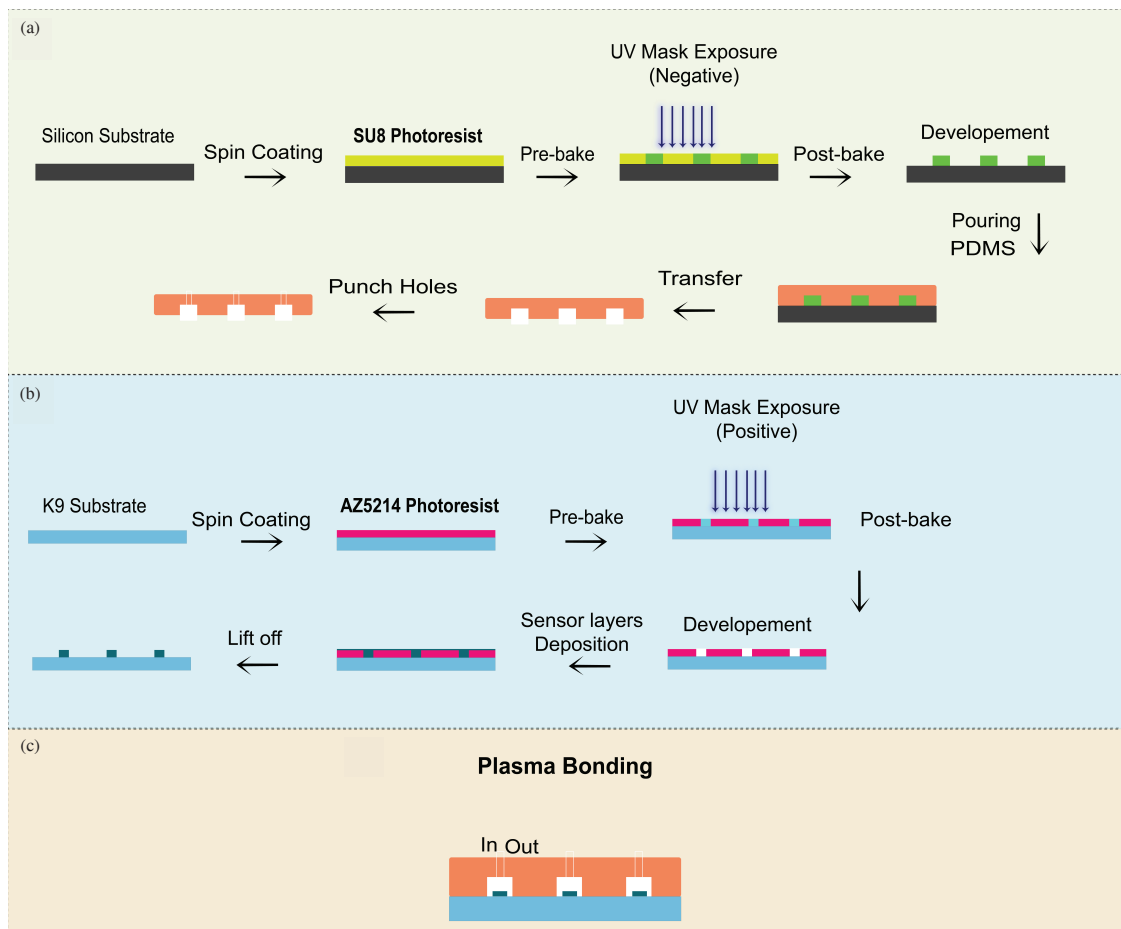 (a)
UV Mask Exposure
(Negative)
Silicon Substrate
Spin Coating
SU8 Photoresist
Pre-bake
Post-bake
Developement
Pouring
PDMS
Transfer
Punch Holes
(b)
UV Mask Exposure
(Positive)
K9 Substrate
Spin Coating
AZ5214 Photoresist
Pre-bake
Post-bake
Developement
Sensor layers
Deposition
Lift off
(c)
Plasma Bonding
In Out